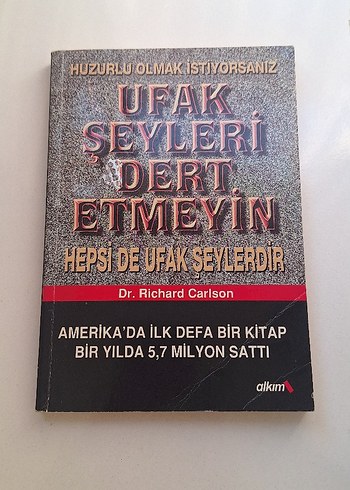 HUZURLU OLMAK İSTİYORSANIZ
UFAK
ŞEYLERİ
DERT
ETMEYİN
HEPSİ DE UFAK ŞEYLERDİR
Dr. Richard Carlson
AMERİKA'DA İLK DEFA BİR KİTAP
BİR YILDA 5,7 MİLYON SATTI
alkım